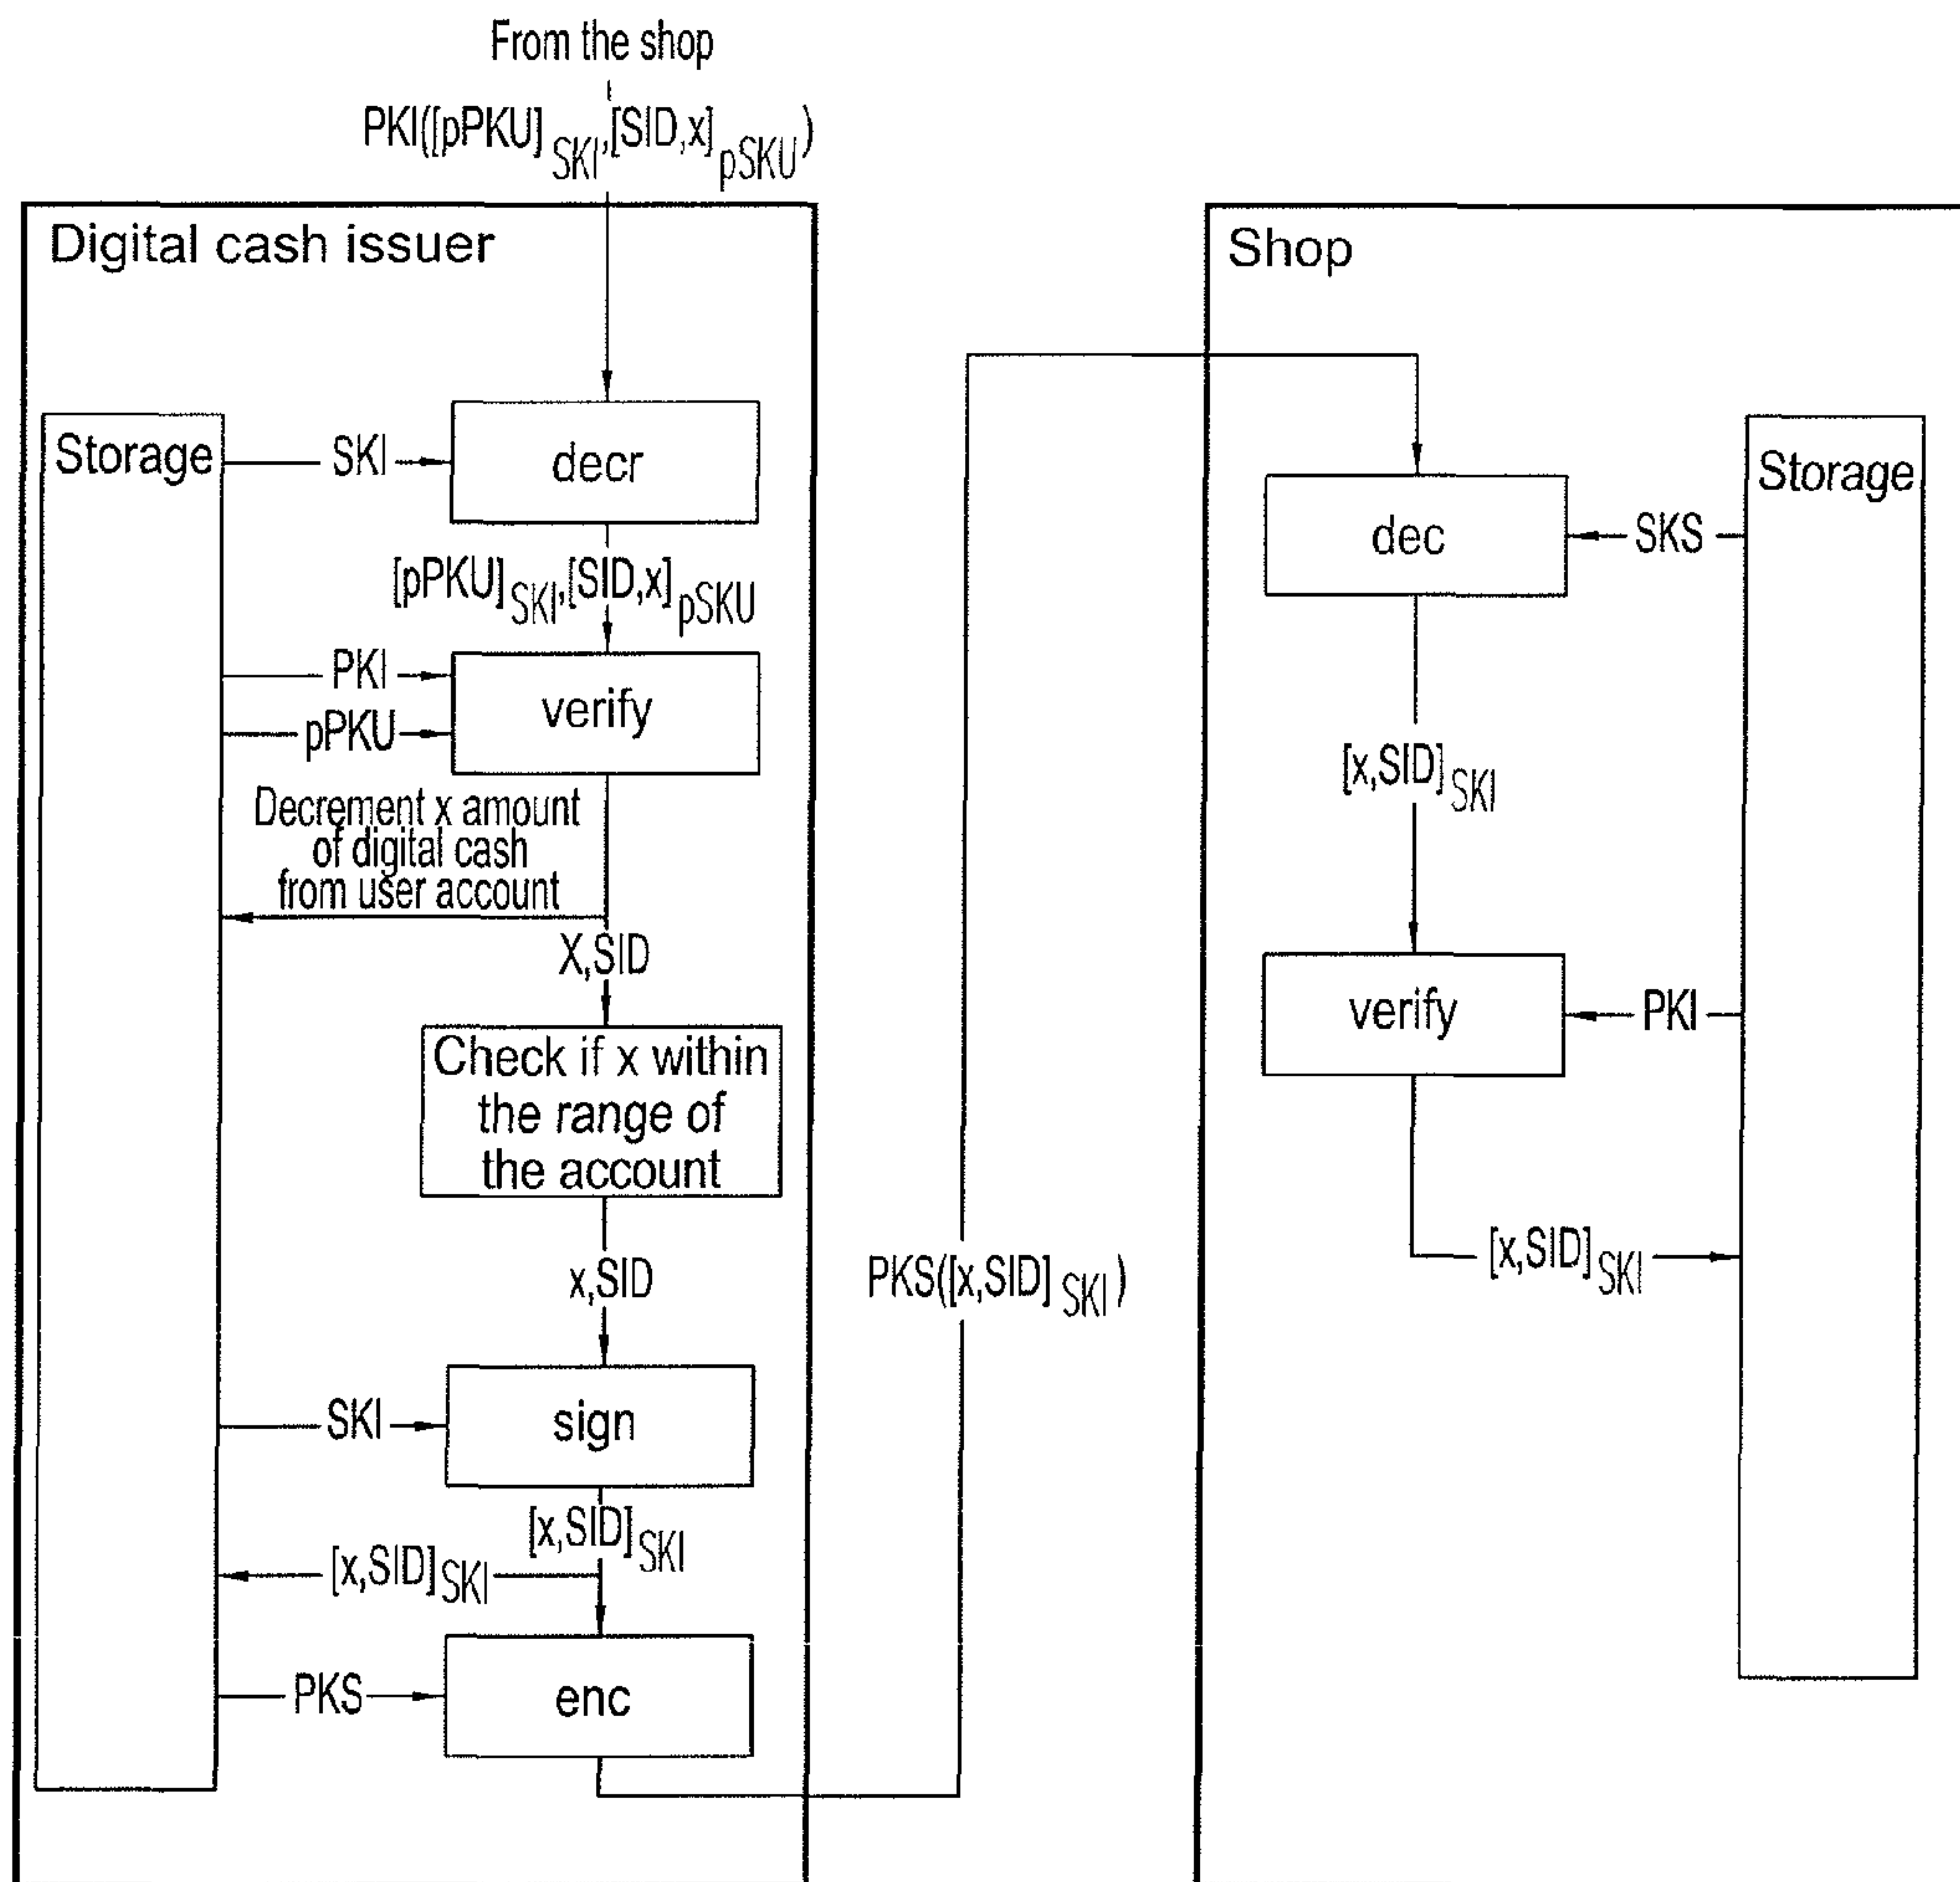 From the shop
PKI([pPKU]SKI,[SID,x]pSKU)
Digital cash issuer
Storage
SKI
decr
[pPKU]SKI,[SID,x]pSKU
PKI
pPKU
verify
Decrement x amount
of digital cash
from user account
X,SID
Check if x within
the range of
the account
x,SID
SKI
sign
[x,SID]SKI
[x,SID]SKI
PKS
enc
PKS([x,SID]SKI)
Shop
Storage
dec
SKS
[x,SID]SKI
verify
PKI
[x,SID]SKI